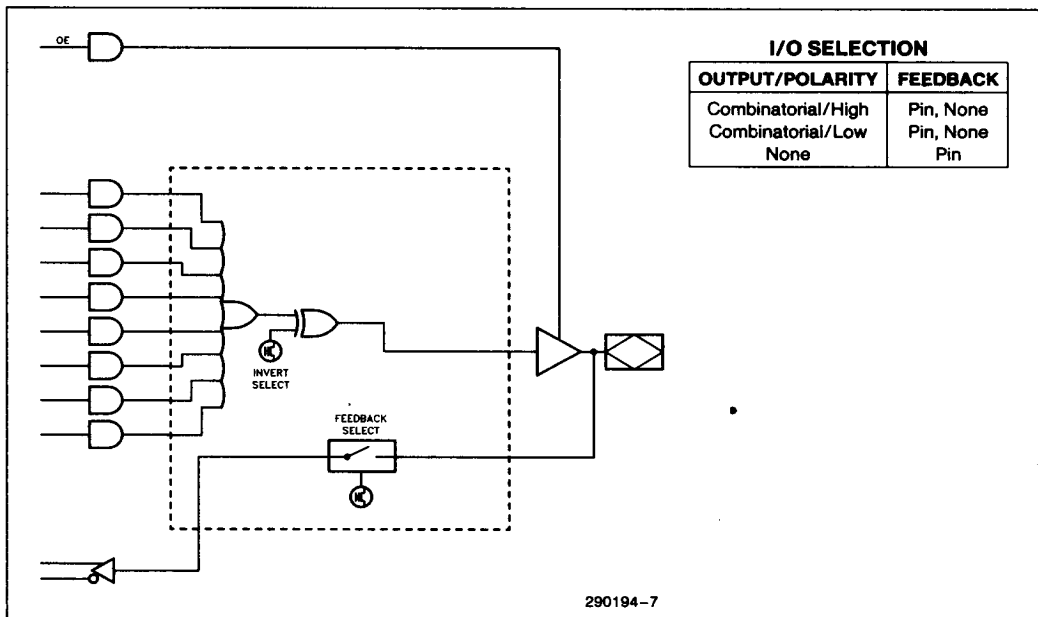 OE
I/O SELECTION
OUTPUT/POLARITY FEEDBACK
Combinatorial/High Pin, None
Combinatorial/Low Pin, None
None Pin
INVERT
SELECT
FEEDBACK
SELECT
290194-7